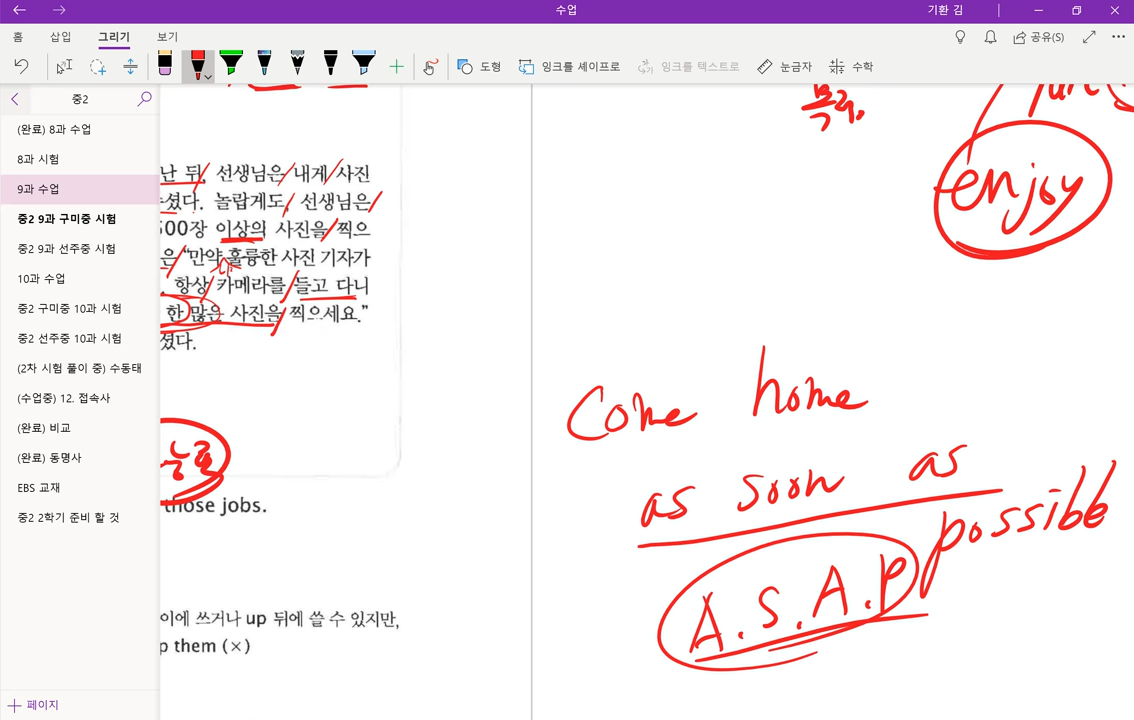 수업
기환 김
홈 삽입 그리기 보기
공유(S)
도형 잉크를 셰이프로 잉크를 텍스트로 눈금자 수학
중2
(완료) 8과 수업
8과 시험
9과 수업
중2 9과 구미중 시험
중2 9과 선주중 시험
10과 수업
중2 구미중 10과 시험
중2 선주중 10과 시험
(2차 시험 풀이 중) 수동태
(수업중) 12. 접속사
(완료) 비교
(완료) 동명사
EBS 교재
중2 2학기 준비 할 것
페이지
난 뒤, 선생님은 내게 사진
셨다. 놀랍게도, 선생님은
500장 이상의 사진을 찍으
은 “만약 훌륭한 사진 기자가
, 항상 카메라를 들고 다니
한 많은 사진을 찍으세요.”
셨다.
those jobs.
이에 쓰거나 up 뒤에 쓸 수 있지만,
p them (×)
enjoy
Come home
as soon as
possible
A.S.A.P